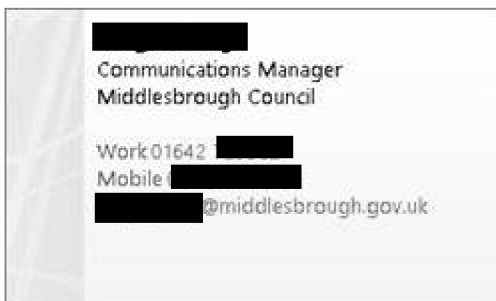 Communications Manager
Middlesbrough Council
Work 01642
Mobile
@middlesbrough.gov.uk